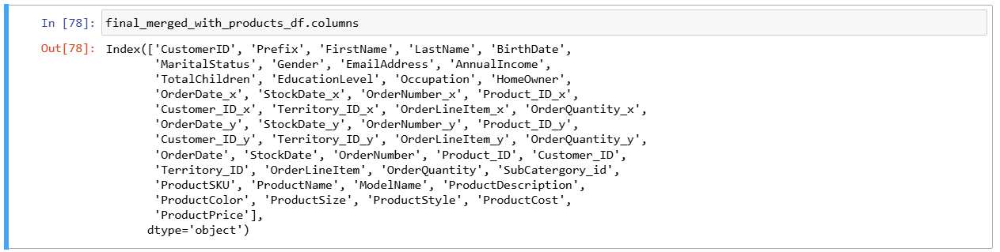 In [78]: final_merged_with_products_df.columns
Out[78]: Index(['CustomerID', 'Prefix', 'FirstName', 'LastName', 'BirthDate',
'MaritalStatus', 'Gender', 'EmailAddress', 'AnnualIncome',
'TotalChildren', 'EducationLevel', 'Occupation', 'HomeOwner',
'OrderDate_x', 'StockDate_x', 'OrderNumber_x', 'Product_ID_x',
'Customer_ID_x', 'Territory_ID_x', 'OrderLineItem_x', 'OrderQuantity_x',
'OrderDate_y', 'StockDate_y', 'OrderNumber_y', 'Product_ID_y',
'Customer_ID_y', 'Territory_ID_y', 'OrderLineItem_y', 'OrderQuantity_y',
'OrderDate', 'StockDate', 'OrderNumber', 'Product_ID', 'Customer_ID',
'Territory_ID', 'OrderLineItem', 'OrderQuantity', 'SubCatergory_id',
'ProductSKU', 'ProductName', 'ModelName', 'ProductDescription',
'ProductColor', 'ProductSize', 'ProductStyle', 'ProductCost',
'ProductPrice'],
dtype='object')